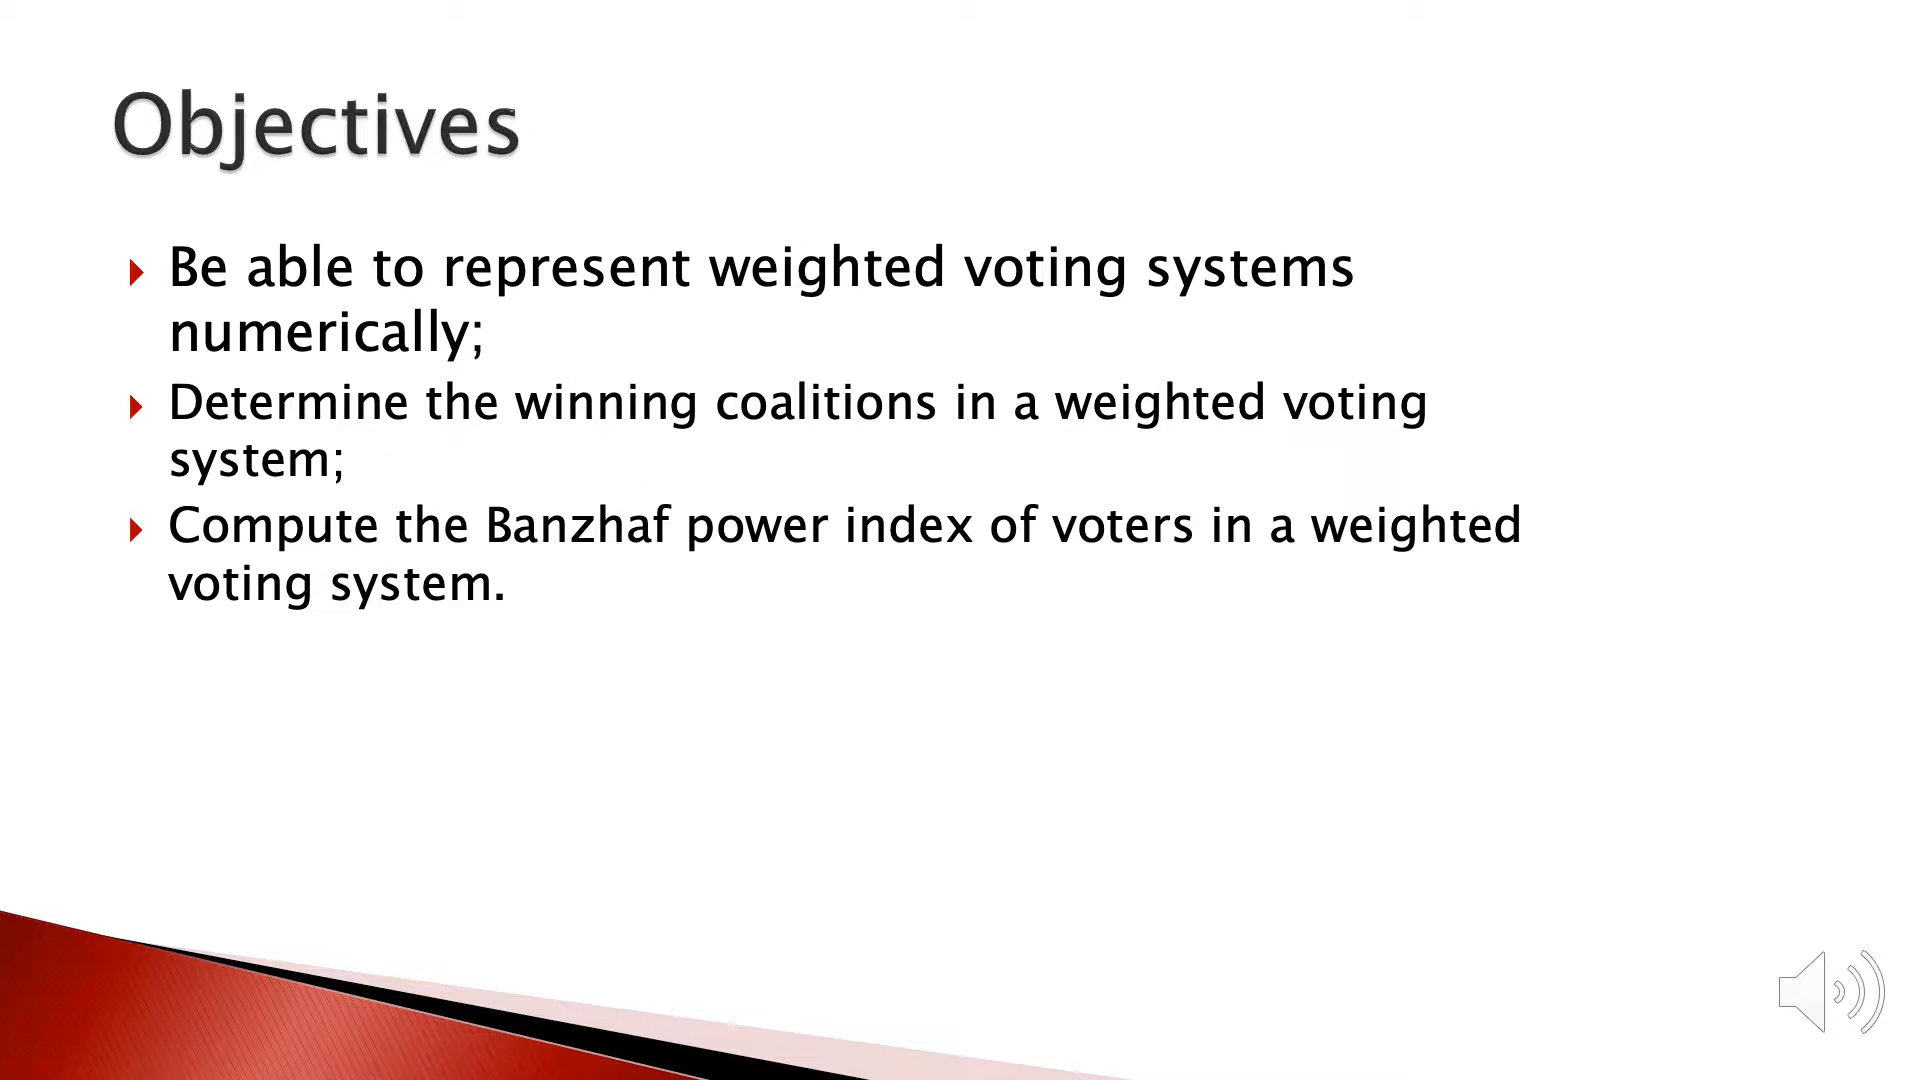 Objectives
Be able to represent weighted voting systems
numerically;
Determine the winning coalitions in a weighted voting
system;
Compute the Banzhaf power index of voters in a weighted
voting system.